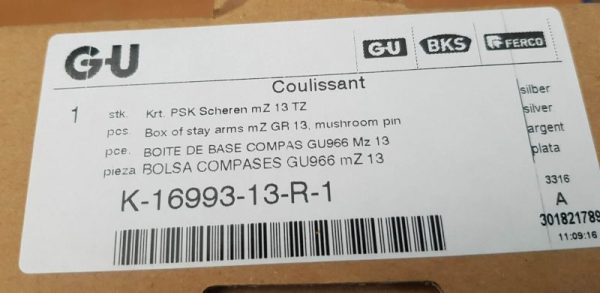 G-U
G-U BKS FERCO
Coulissant
1 stk. Krt. PSK Scheren mZ 13 TZ silber
pcs. Box of stay arms mZ GR 13, mushroom pin silver
pce. BOITE DE BASE COMPAS GU966 Mz 13 argent
pieza BOLSA COMPASES GU966 mZ 13 plata
K-16993-13-R-1
3316
A
301821789
11:09:16